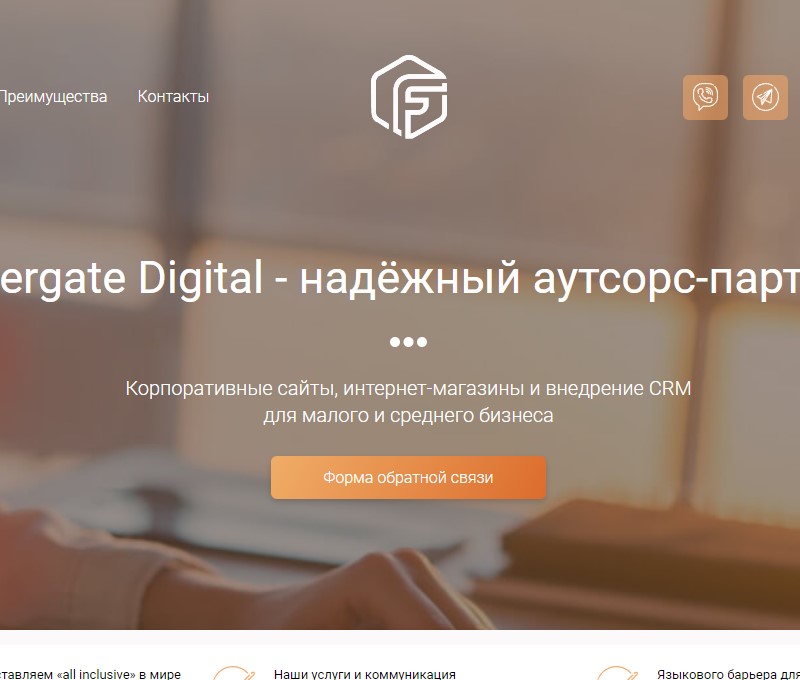 Преимущества
Контакты
ergate Digital - надёжный аутсорс-парт
Корпоративные сайты, интернет-магазины и внедрение CRM
для малого и среднего бизнеса
Форма обратной связи
ставляем «all inclusive» в мире
Наши услуги и коммуникация
Языкового барьера для